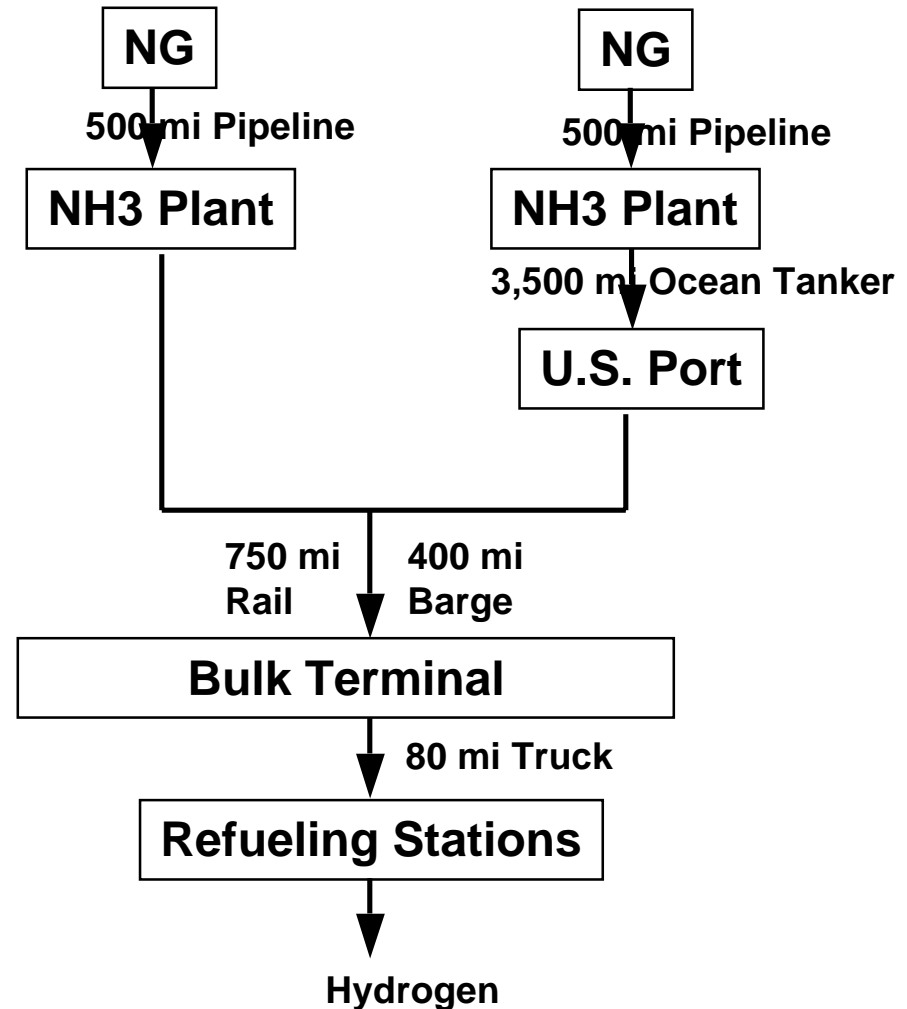 NG
NG
500 mi Pipeline
500 mi Pipeline
NH3 Plant
NH3 Plant
3,500 mi Ocean Tanker
U.S. Port
750 mi
Rail
400 mi
Barge
Bulk Terminal
80 mi Truck
Refueling Stations
Hydrogen